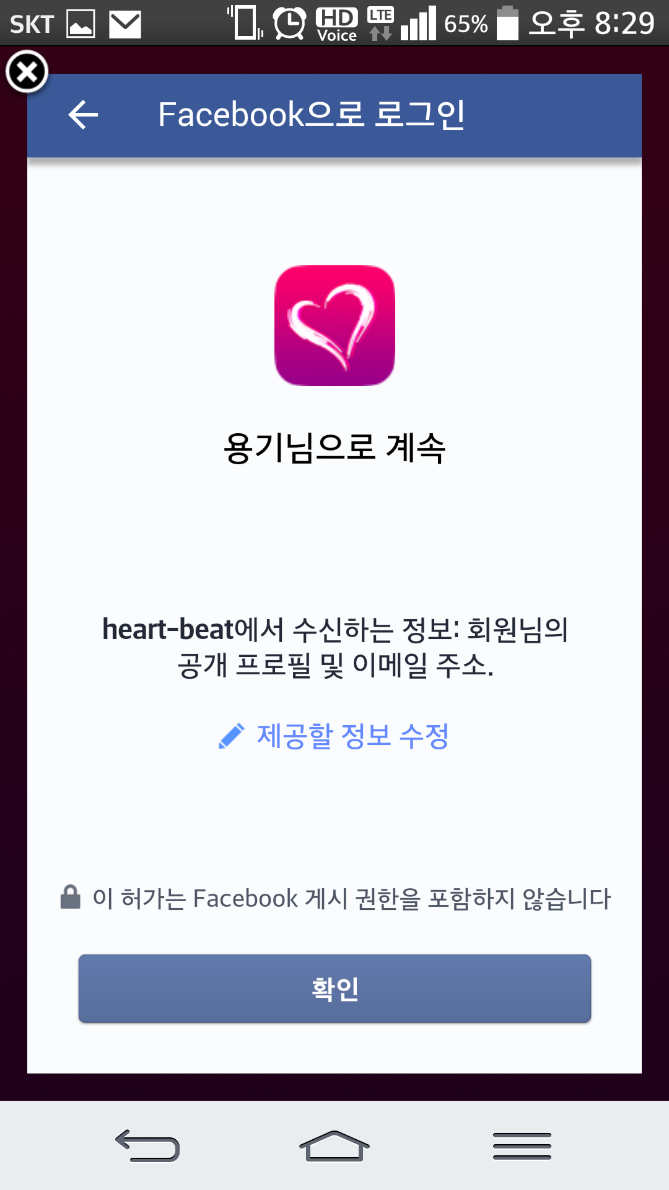 SKT HD Voice LTE 65% 오후 8:29
Facebook으로 로그인
용기님으로 계속
heart-beat에서 수신하는 정보: 회원님의
공개 프로필 및 이메일 주소.
제공할 정보 수정
이 허가는 Facebook 게시 권한을 포함하지 않습니다
확인